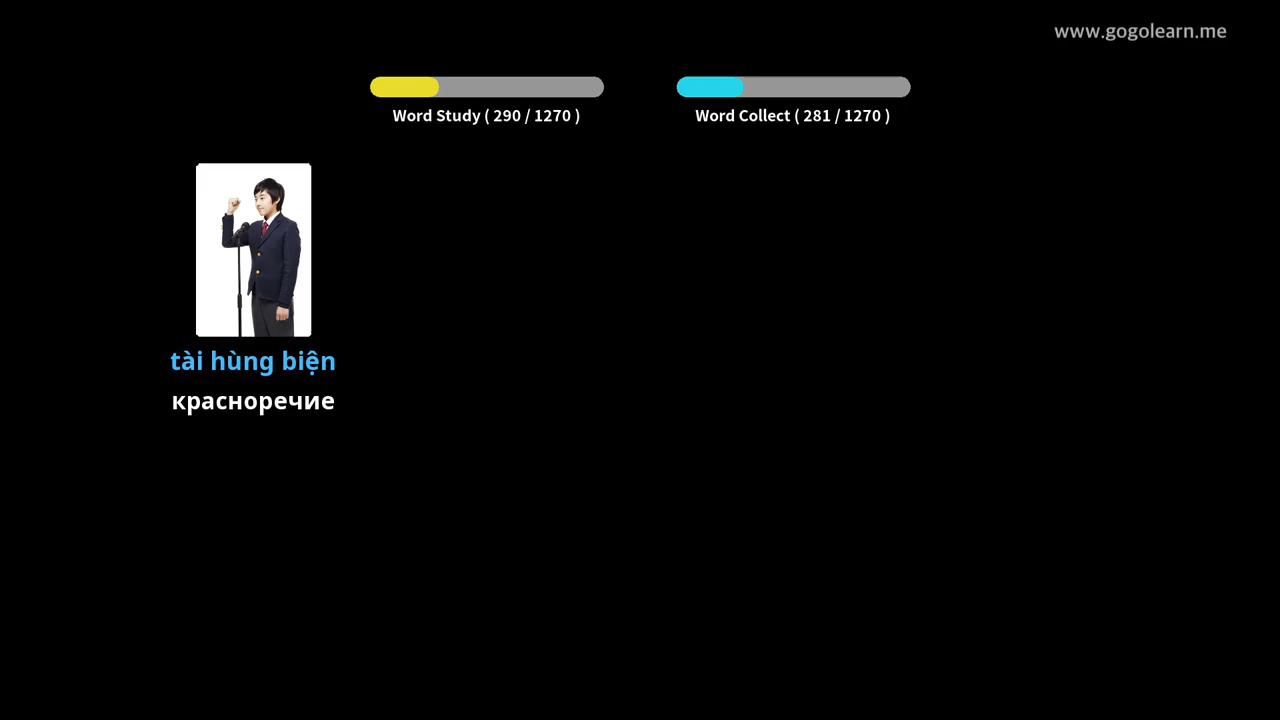 www.gogolearn.me
Word Study ( 290 / 1270 )
Word Collect ( 281 / 1270 )
tài hùng biện
красноречие